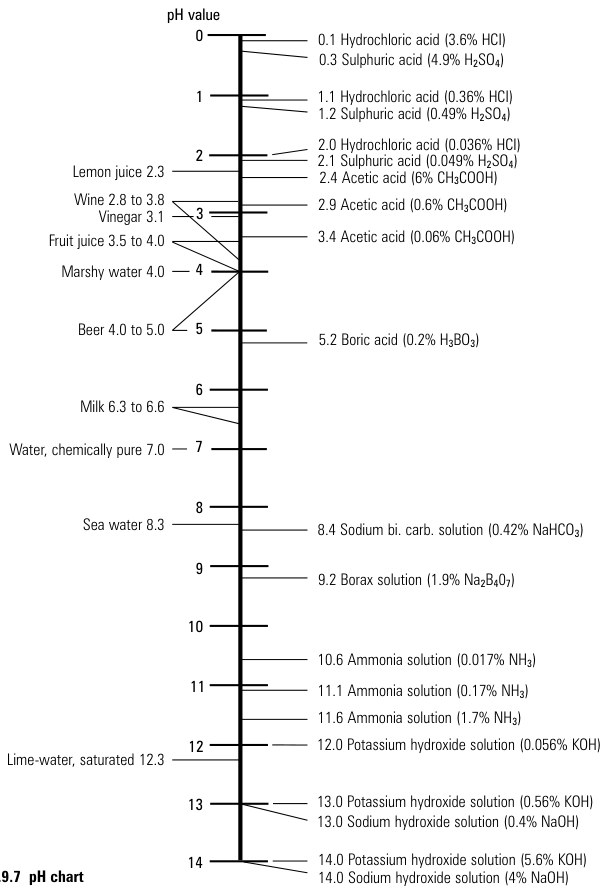 pH value
0
0.1 Hydrochloric acid (3.6% HCl)
0.3 Sulphuric acid (4.9% H₂SO₄)
1
1.1 Hydrochloric acid (0.36% HCl)
1.2 Sulphuric acid (0.49% H₂SO₄)
2
2.0 Hydrochloric acid (0.036% HCl)
2.1 Sulphuric acid (0.049% H₂SO₄)
Lemon juice 2.3
2.4 Acetic acid (6% CH₃COOH)
Wine 2.8 to 3.8
2.9 Acetic acid (0.6% CH₃COOH)
Vinegar 3.1
3
Fruit juice 3.5 to 4.0
3.4 Acetic acid (0.06% CH₃COOH)
Marshy water 4.0
4
Beer 4.0 to 5.0
5
5.2 Boric acid (0.2% H₃BO₃)
6
Milk 6.3 to 6.6
Water, chemically pure 7.0
7
8
Sea water 8.3
8.4 Sodium bi. carb. solution (0.42% NaHCO₃)
9
9.2 Borax solution (1.9% Na₂B₄O₇)
10
10.6 Ammonia solution (0.017% NH₃)
11
11.1 Ammonia solution (0.17% NH₃)
11.6 Ammonia solution (1.7% NH₃)
12
12.0 Potassium hydroxide solution (0.056% KOH)
Lime-water, saturated 12.3
13
13.0 Potassium hydroxide solution (0.56% KOH)
13.0 Sodium hydroxide solution (0.4% NaOH)
14
14.0 Potassium hydroxide solution (5.6% KOH)
14.0 Sodium hydroxide solution (4% NaOH)
.9.7 pH chart